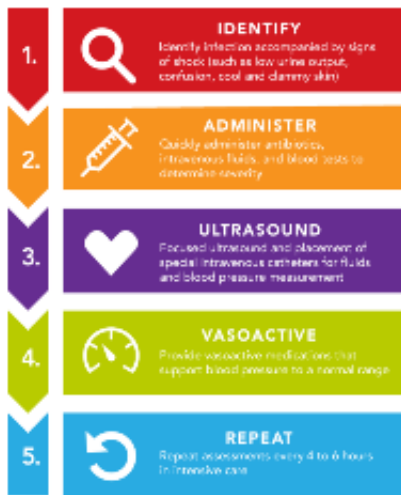 1.
IDENTIFY
Identify infection accompanied by signs
of shock (such as low urine output,
confusion, cool and clammy skin)
2.
ADMINISTER
Quickly administer antibiotics,
intravenous fluids, and blood tests to
determine severity
3.
ULTRASOUND
Focused ultrasound and placement of
special intravenous catheters for fluids
and blood pressure measurement
4.
VASOACTIVE
Provide vasoactive medications that
support blood pressure to a normal range
5.
REPEAT
Repeat assessments every 4 to 6 hours
in intensive care